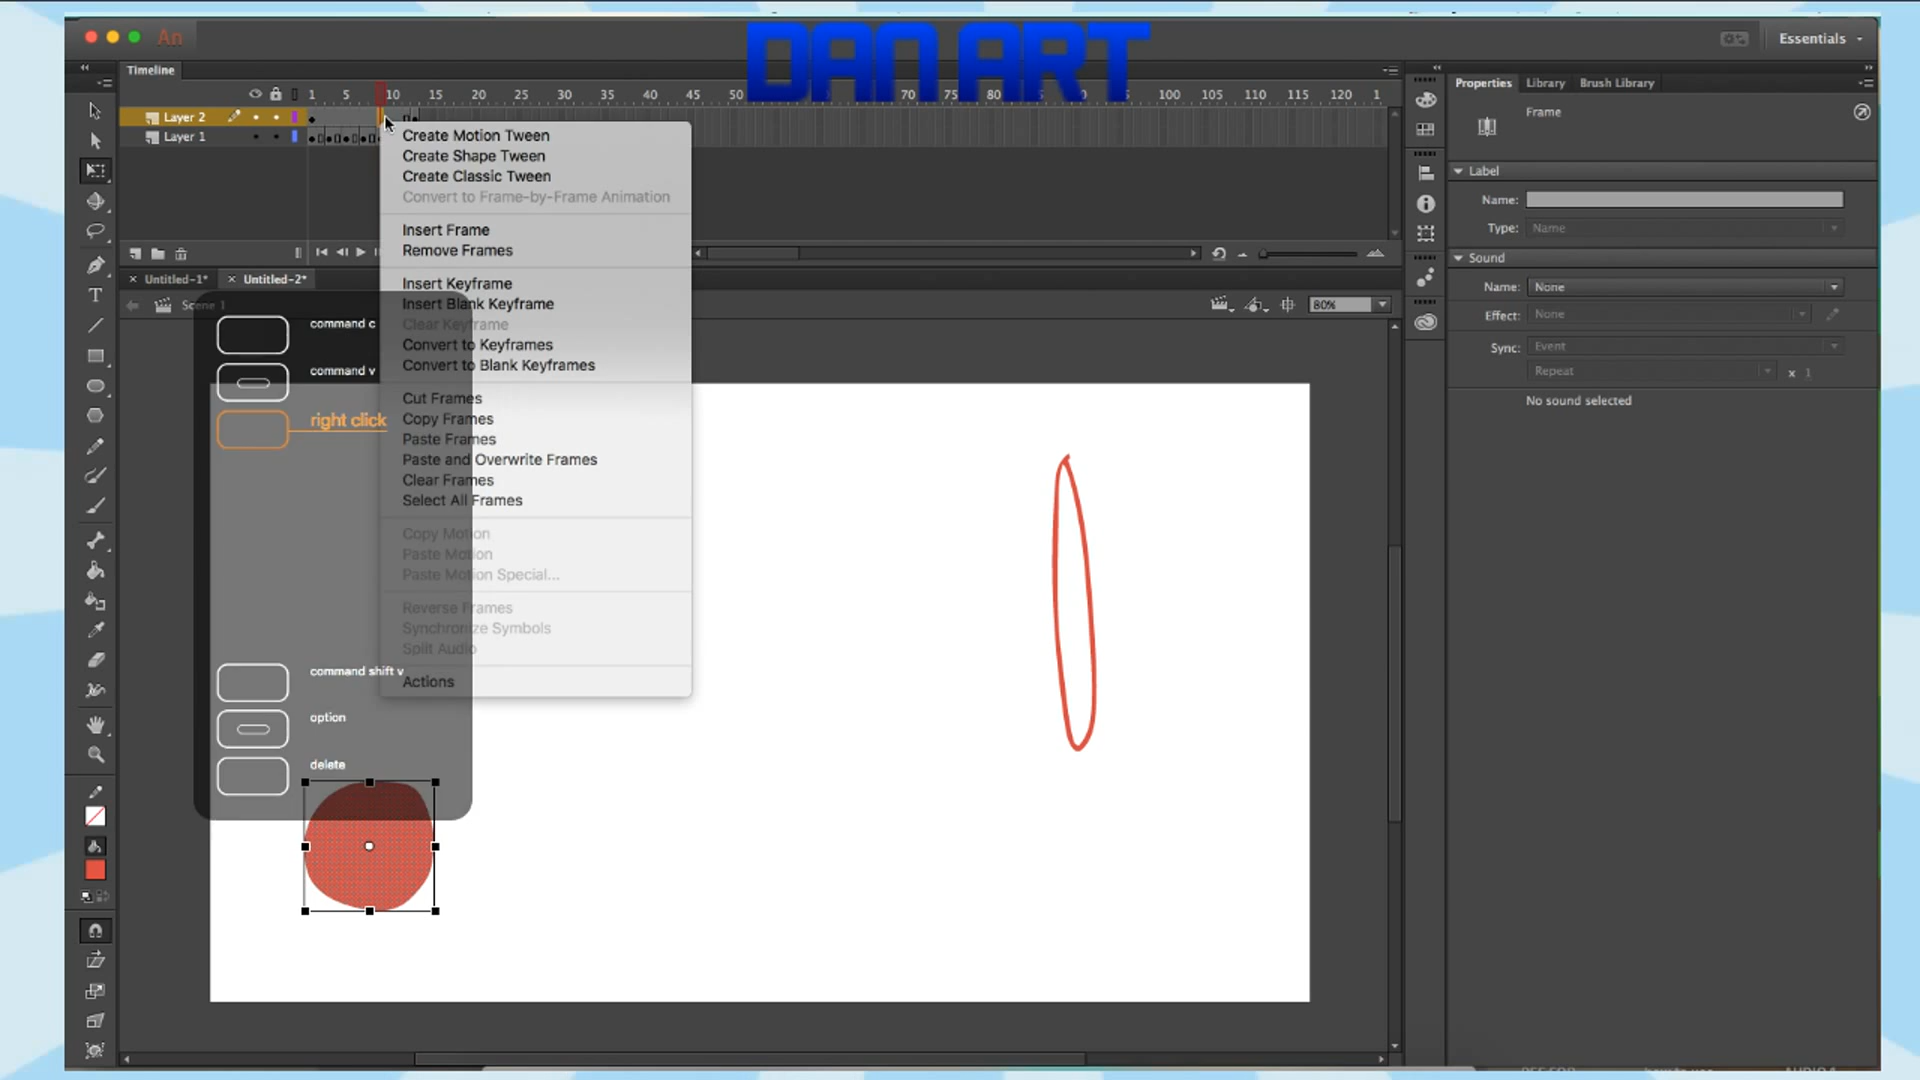 DAN ART
An
Essentials
Timeline
1 5 10 15 20 25 30 35 40 45 50 70 75 80 100 105 110 115 120 1
Layer 2
Layer 1
Create Motion Tween
Create Shape Tween
Create Classic Tween
Convert to Frame-by-Frame Animation
Insert Frame
Remove Frames
Insert Keyframe
Insert Blank Keyframe
Clear Keyframe
Convert to Keyframes
Convert to Blank Keyframes
Cut Frames
Copy Frames
Paste Frames
Paste and Overwrite Frames
Clear Frames
Select All Frames
Copy Motion
Paste Motion
Paste Motion Special...
Reverse Frames
Synchronize Symbols
Split Audio
Actions
Untitled-1*
Untitled-2*
Scene 1
80%
command c
command v
right click
command shift v
option
delete
Properties Library Brush Library
Frame
Label
Name:
Type: Name
Sound
Name: None
Effect: None
Sync: Event
Repeat x 1
No sound selected